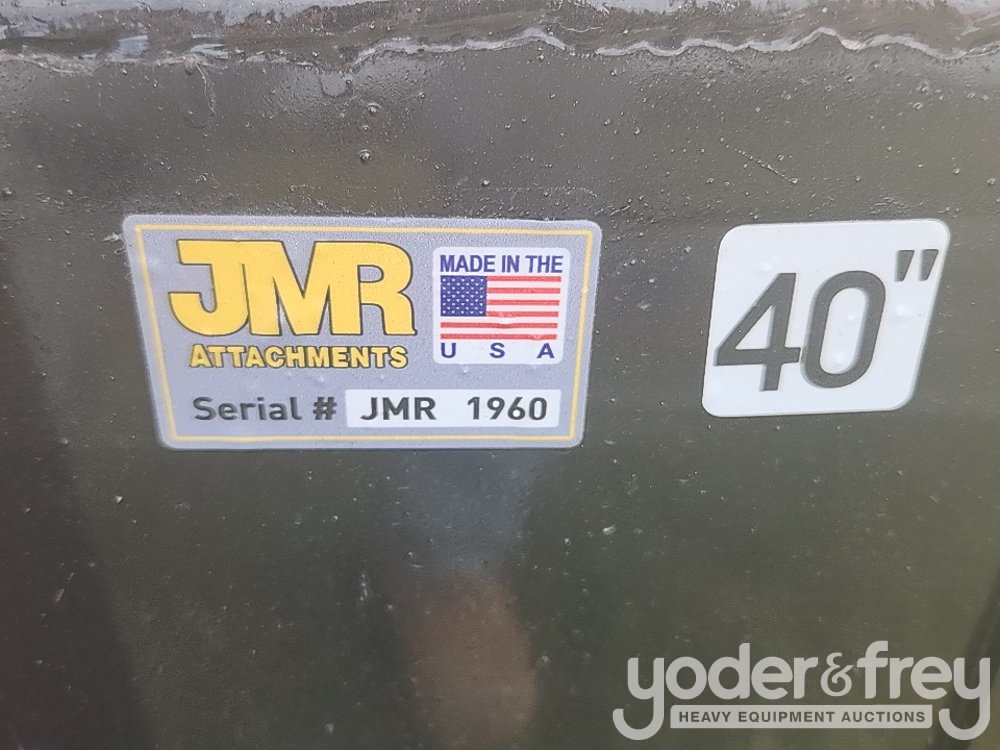 JMR
ATTACHMENTS
MADE IN THE
U S A
Serial # JMR 1960
40"
yoder&frey
HEAVY EQUIPMENT AUCTIONS